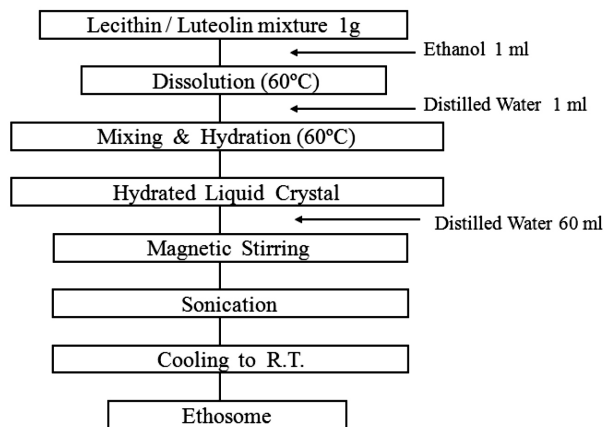 Lecithin / Luteolin mixture 1g
Ethanol 1 ml
Dissolution (60ºC)
Distilled Water 1 ml
Mixing & Hydration (60ºC)
Hydrated Liquid Crystal
Distilled Water 60 ml
Magnetic Stirring
Sonication
Cooling to R.T.
Ethosome